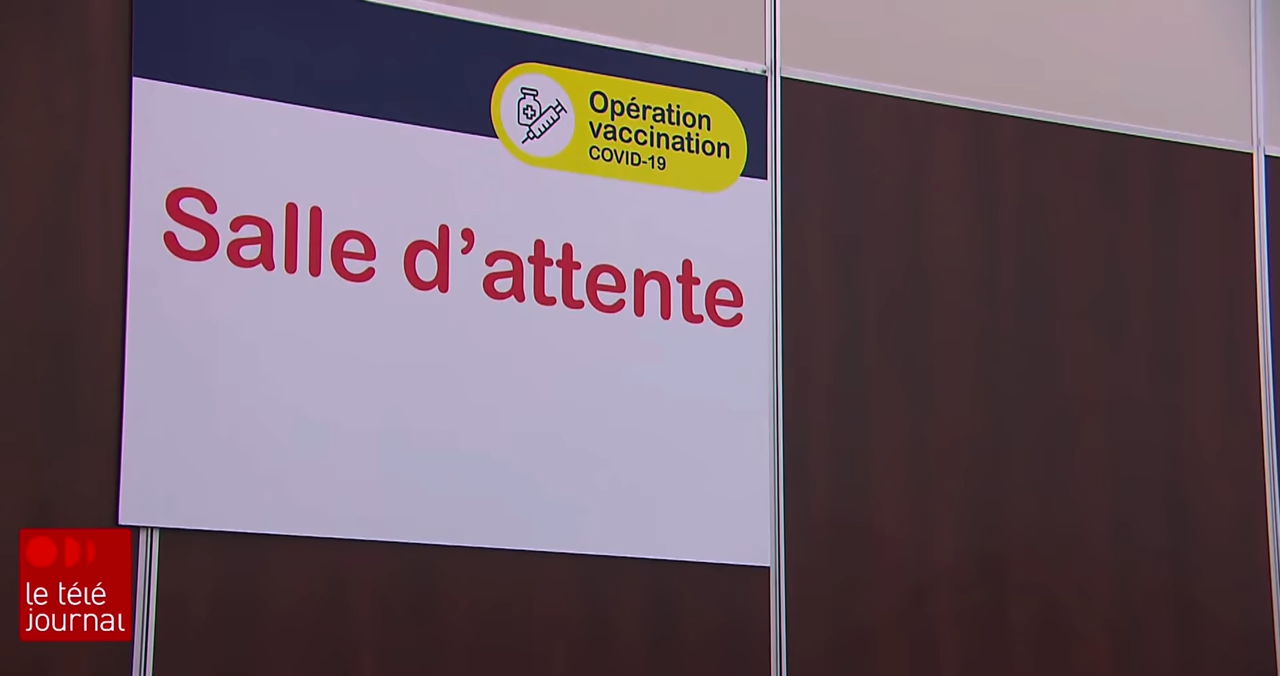 Opération
vaccination
COVID-19
Salle d'attente
le télé
journal